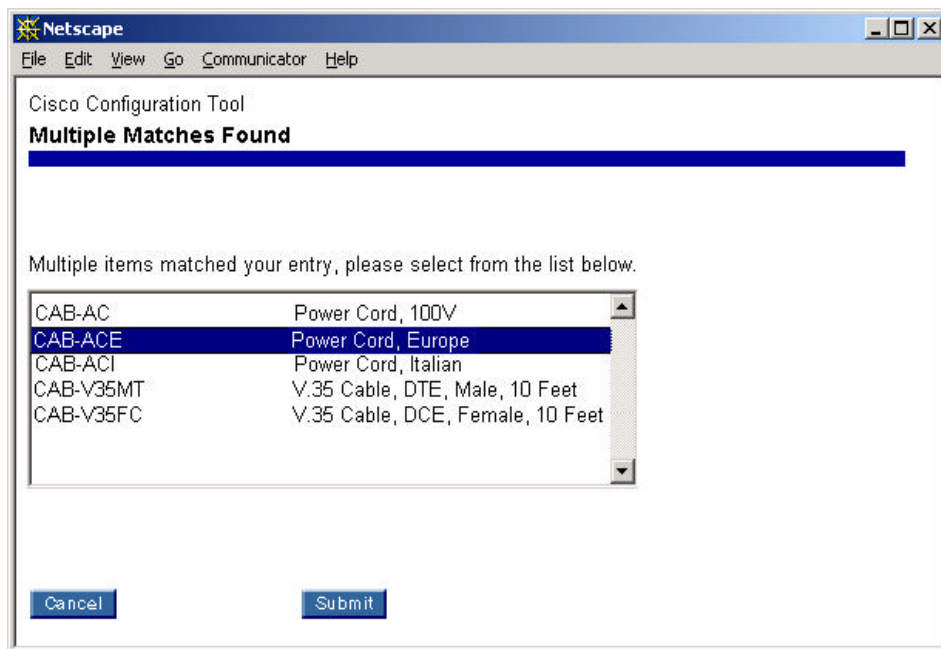 Netscape
File Edit View Go Communicator Help
Cisco Configuration Tool
Multiple Matches Found
Multiple items matched your entry, please select from the list below.
CAB-AC Power Cord, 100V
CAB-ACE Power Cord, Europe
CAB-ACI Power Cord, Italian
CAB-V35MT V.35 Cable, DTE, Male, 10 Feet
CAB-V35FC V.35 Cable, DCE, Female, 10 Feet
Cancel Submit